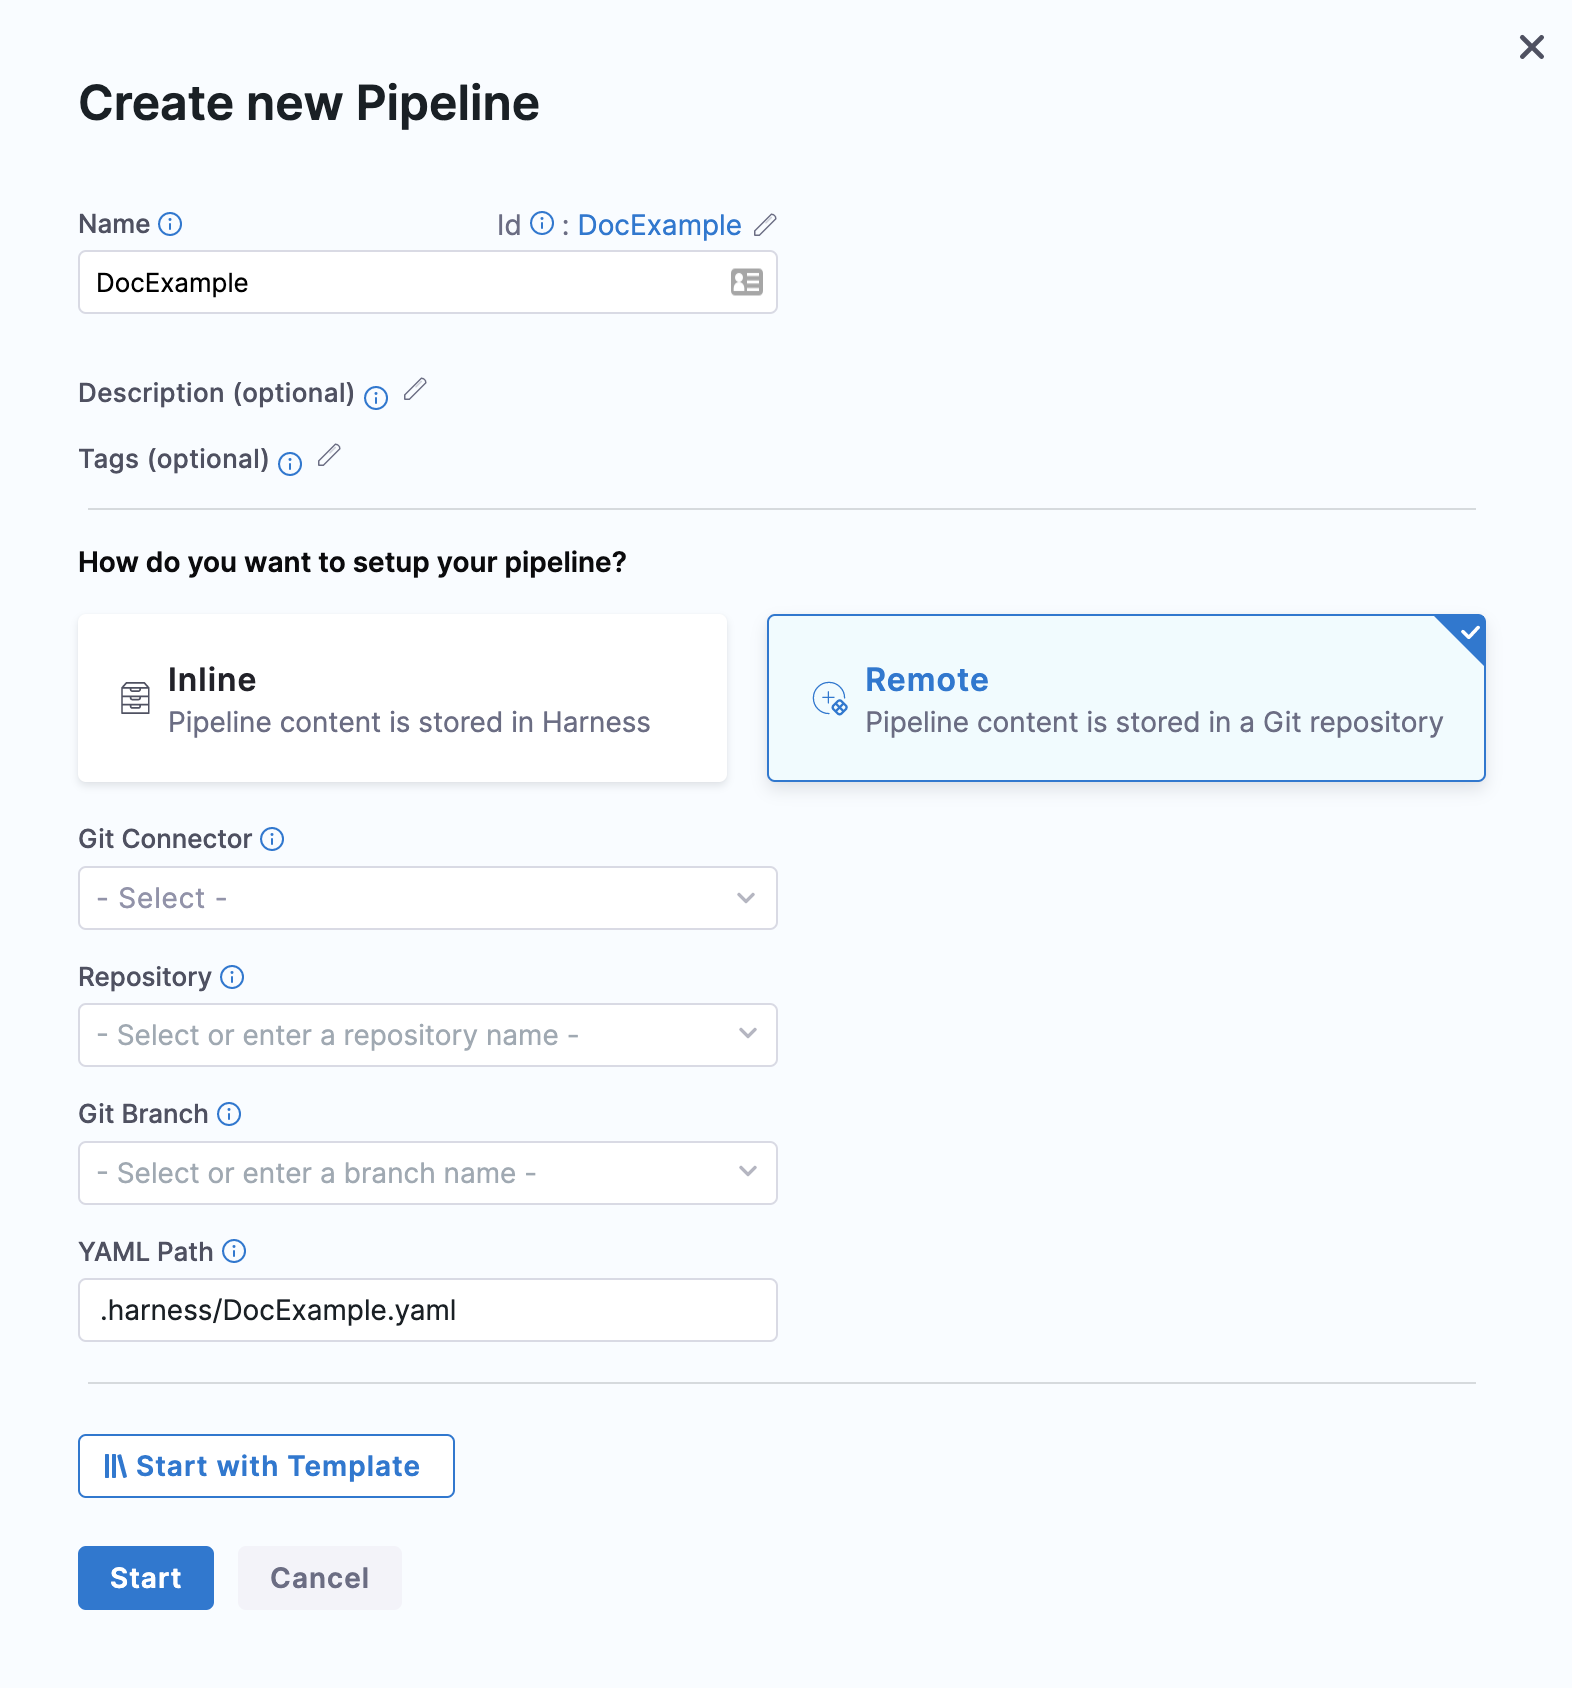 Create new Pipeline
Name Id : DocExample
DocExample
Description (optional)
Tags (optional)
How do you want to setup your pipeline?
Inline
Pipeline content is stored in Harness
Remote
Pipeline content is stored in a Git repository
Git Connector
- Select -
Repository
- Select or enter a repository name -
Git Branch
- Select or enter a branch name -
YAML Path
.harness/DocExample.yaml
Start with Template
Start Cancel